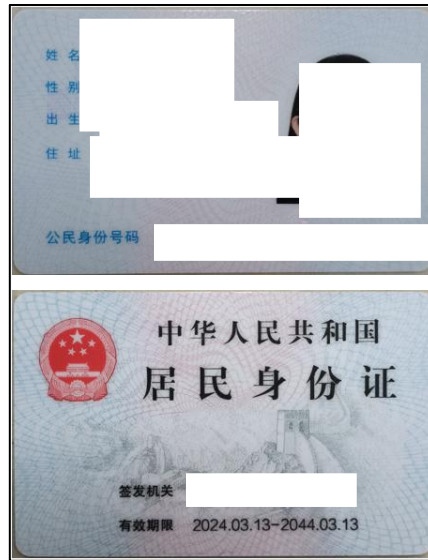 姓 名
性 别
出 生
住 址
公民身份号码
中华人民共和国
居民身份证
签发机关
有效期限 2024.03.13-2044.03.13